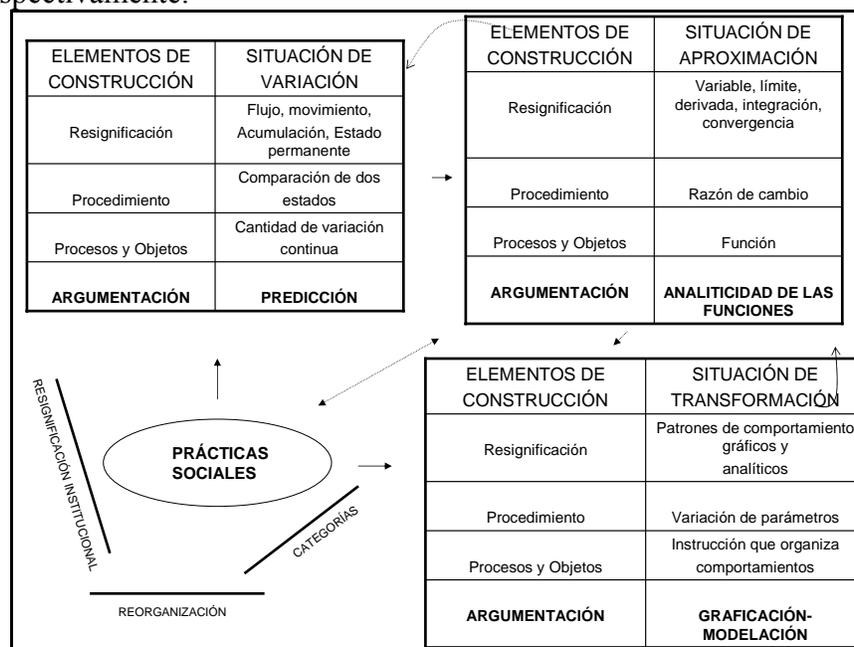 spectivamente.
ELEMENTOS DE CONSTRUCCIÓN
SITUACIÓN DE VARIACIÓN
Resignificación
Flujo, movimiento,
Acumulación, Estado
permanente
Procedimiento
Comparación de dos
estados
Procesos y Objetos
Cantidad de variación
continua
ARGUMENTACIÓN
PREDICCIÓN
ELEMENTOS DE
CONSTRUCCIÓN
SITUACIÓN DE
APROXIMACIÓN
Resignificación
Variable, límite,
derivada, integración,
convergencia
Procedimiento
Razón de cambio
Procesos y Objetos
Función
ARGUMENTACIÓN
ANALITICIDAD DE LAS
FUNCIONES
RESIGNIFICACIÓN INSTITUCIONAL
PRÁCTICAS
SOCIALES
CATEGORÍAS
REORGANIZACIÓN
ELEMENTOS DE
CONSTRUCCIÓN
SITUACIÓN DE
TRANSFORMACIÓN
Resignificación
Patrones de comportamiento
gráficos y
analíticos
Procedimiento
Variación de parámetros
Procesos y Objetos
Instrucción que organiza
comportamientos
ARGUMENTACIÓN
GRAFICACIÓN-
MODELACIÓN